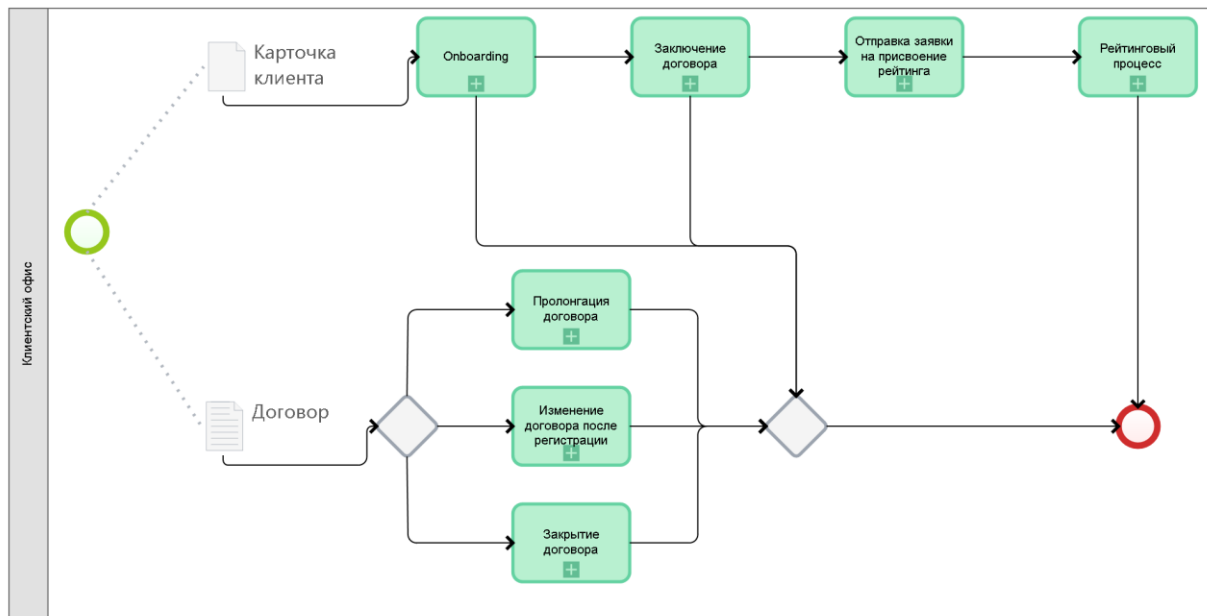 Клиентский офис
Карточка
клиента
Onboarding
Заключение
договора
Отправка заявки
на присвоение
рейтинга
Рейтинговый
процесс
Пролонгация
договора
Договор
Изменение
договора после
регистрации
Закрытие
договора